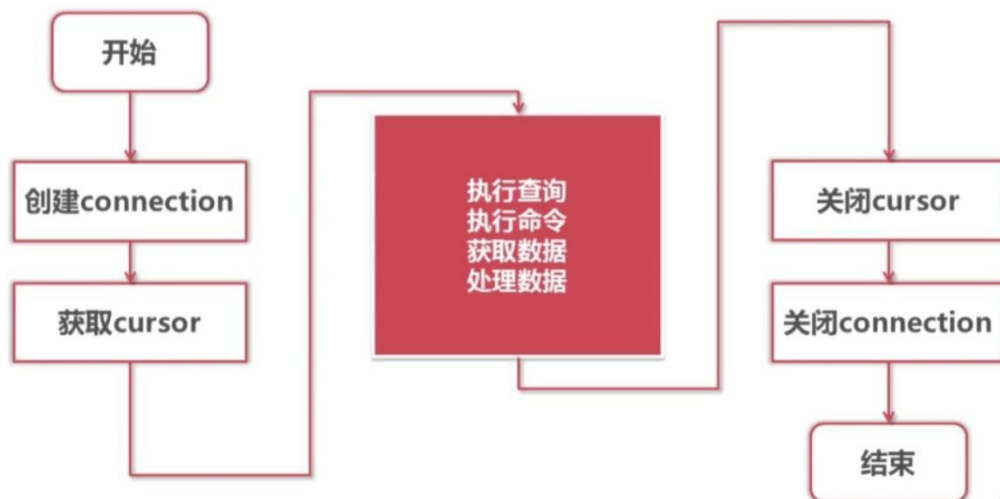 开始
创建connection
获取cursor
执行查询
执行命令
获取数据
处理数据
关闭cursor
关闭connection
结束